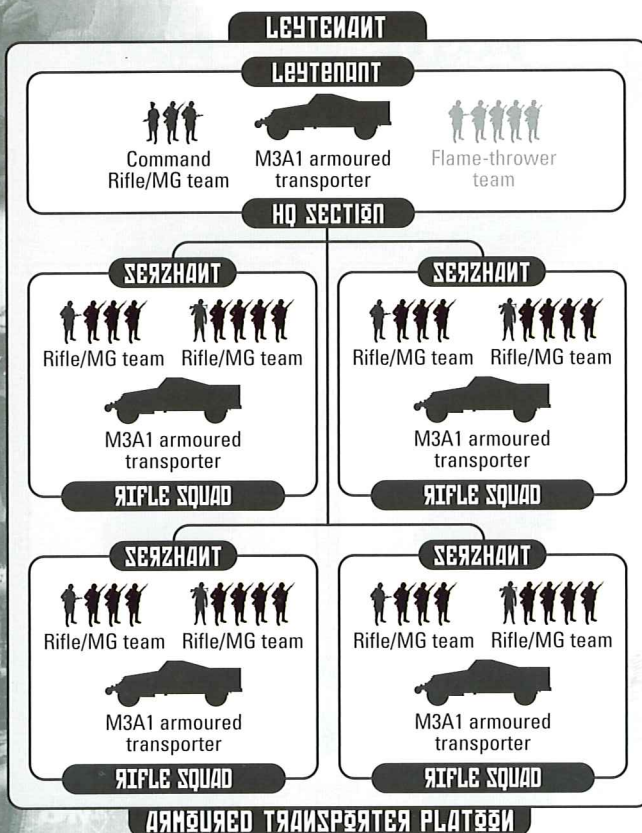 LEYTENANT
LEYTENANT
Command
Rifle/MG team
M3A1 armoured
transporter
Flame-thrower
team
HQ SECTION
SERZHANT
Rifle/MG team Rifle/MG team
M3A1 armoured
transporter
RIFLE SQUAD
SERZHANT
Rifle/MG team Rifle/MG team
M3A1 armoured
transporter
RIFLE SQUAD
SERZHANT
Rifle/MG team Rifle/MG team
M3A1 armoured
transporter
RIFLE SQUAD
SERZHANT
Rifle/MG team Rifle/MG team
M3A1 armoured
transporter
RIFLE SQUAD
ARMOURED TRANSPORTER PLATOON